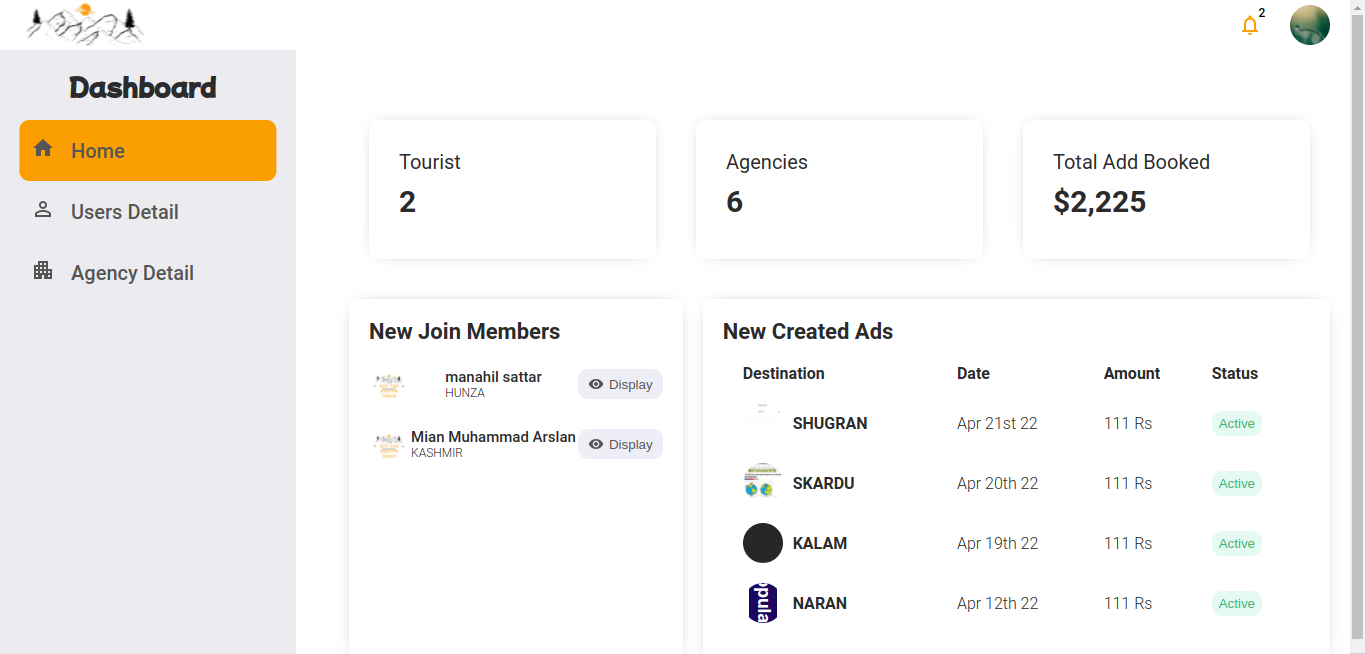 2
Dashboard
Home
Users Detail
Agency Detail
Tourist
2
Agencies
6
Total Add Booked
$2,225
New Join Members
manahil sattar
HUNZA
Display
Mian Muhammad Arslan
KASHMIR
Display
New Created Ads
Destination Date Amount Status
SHUGRAN Apr 21st 22 111 Rs Active
SKARDU Apr 20th 22 111 Rs Active
KALAM Apr 19th 22 111 Rs Active
opula
NARAN Apr 12th 22 111 Rs Active